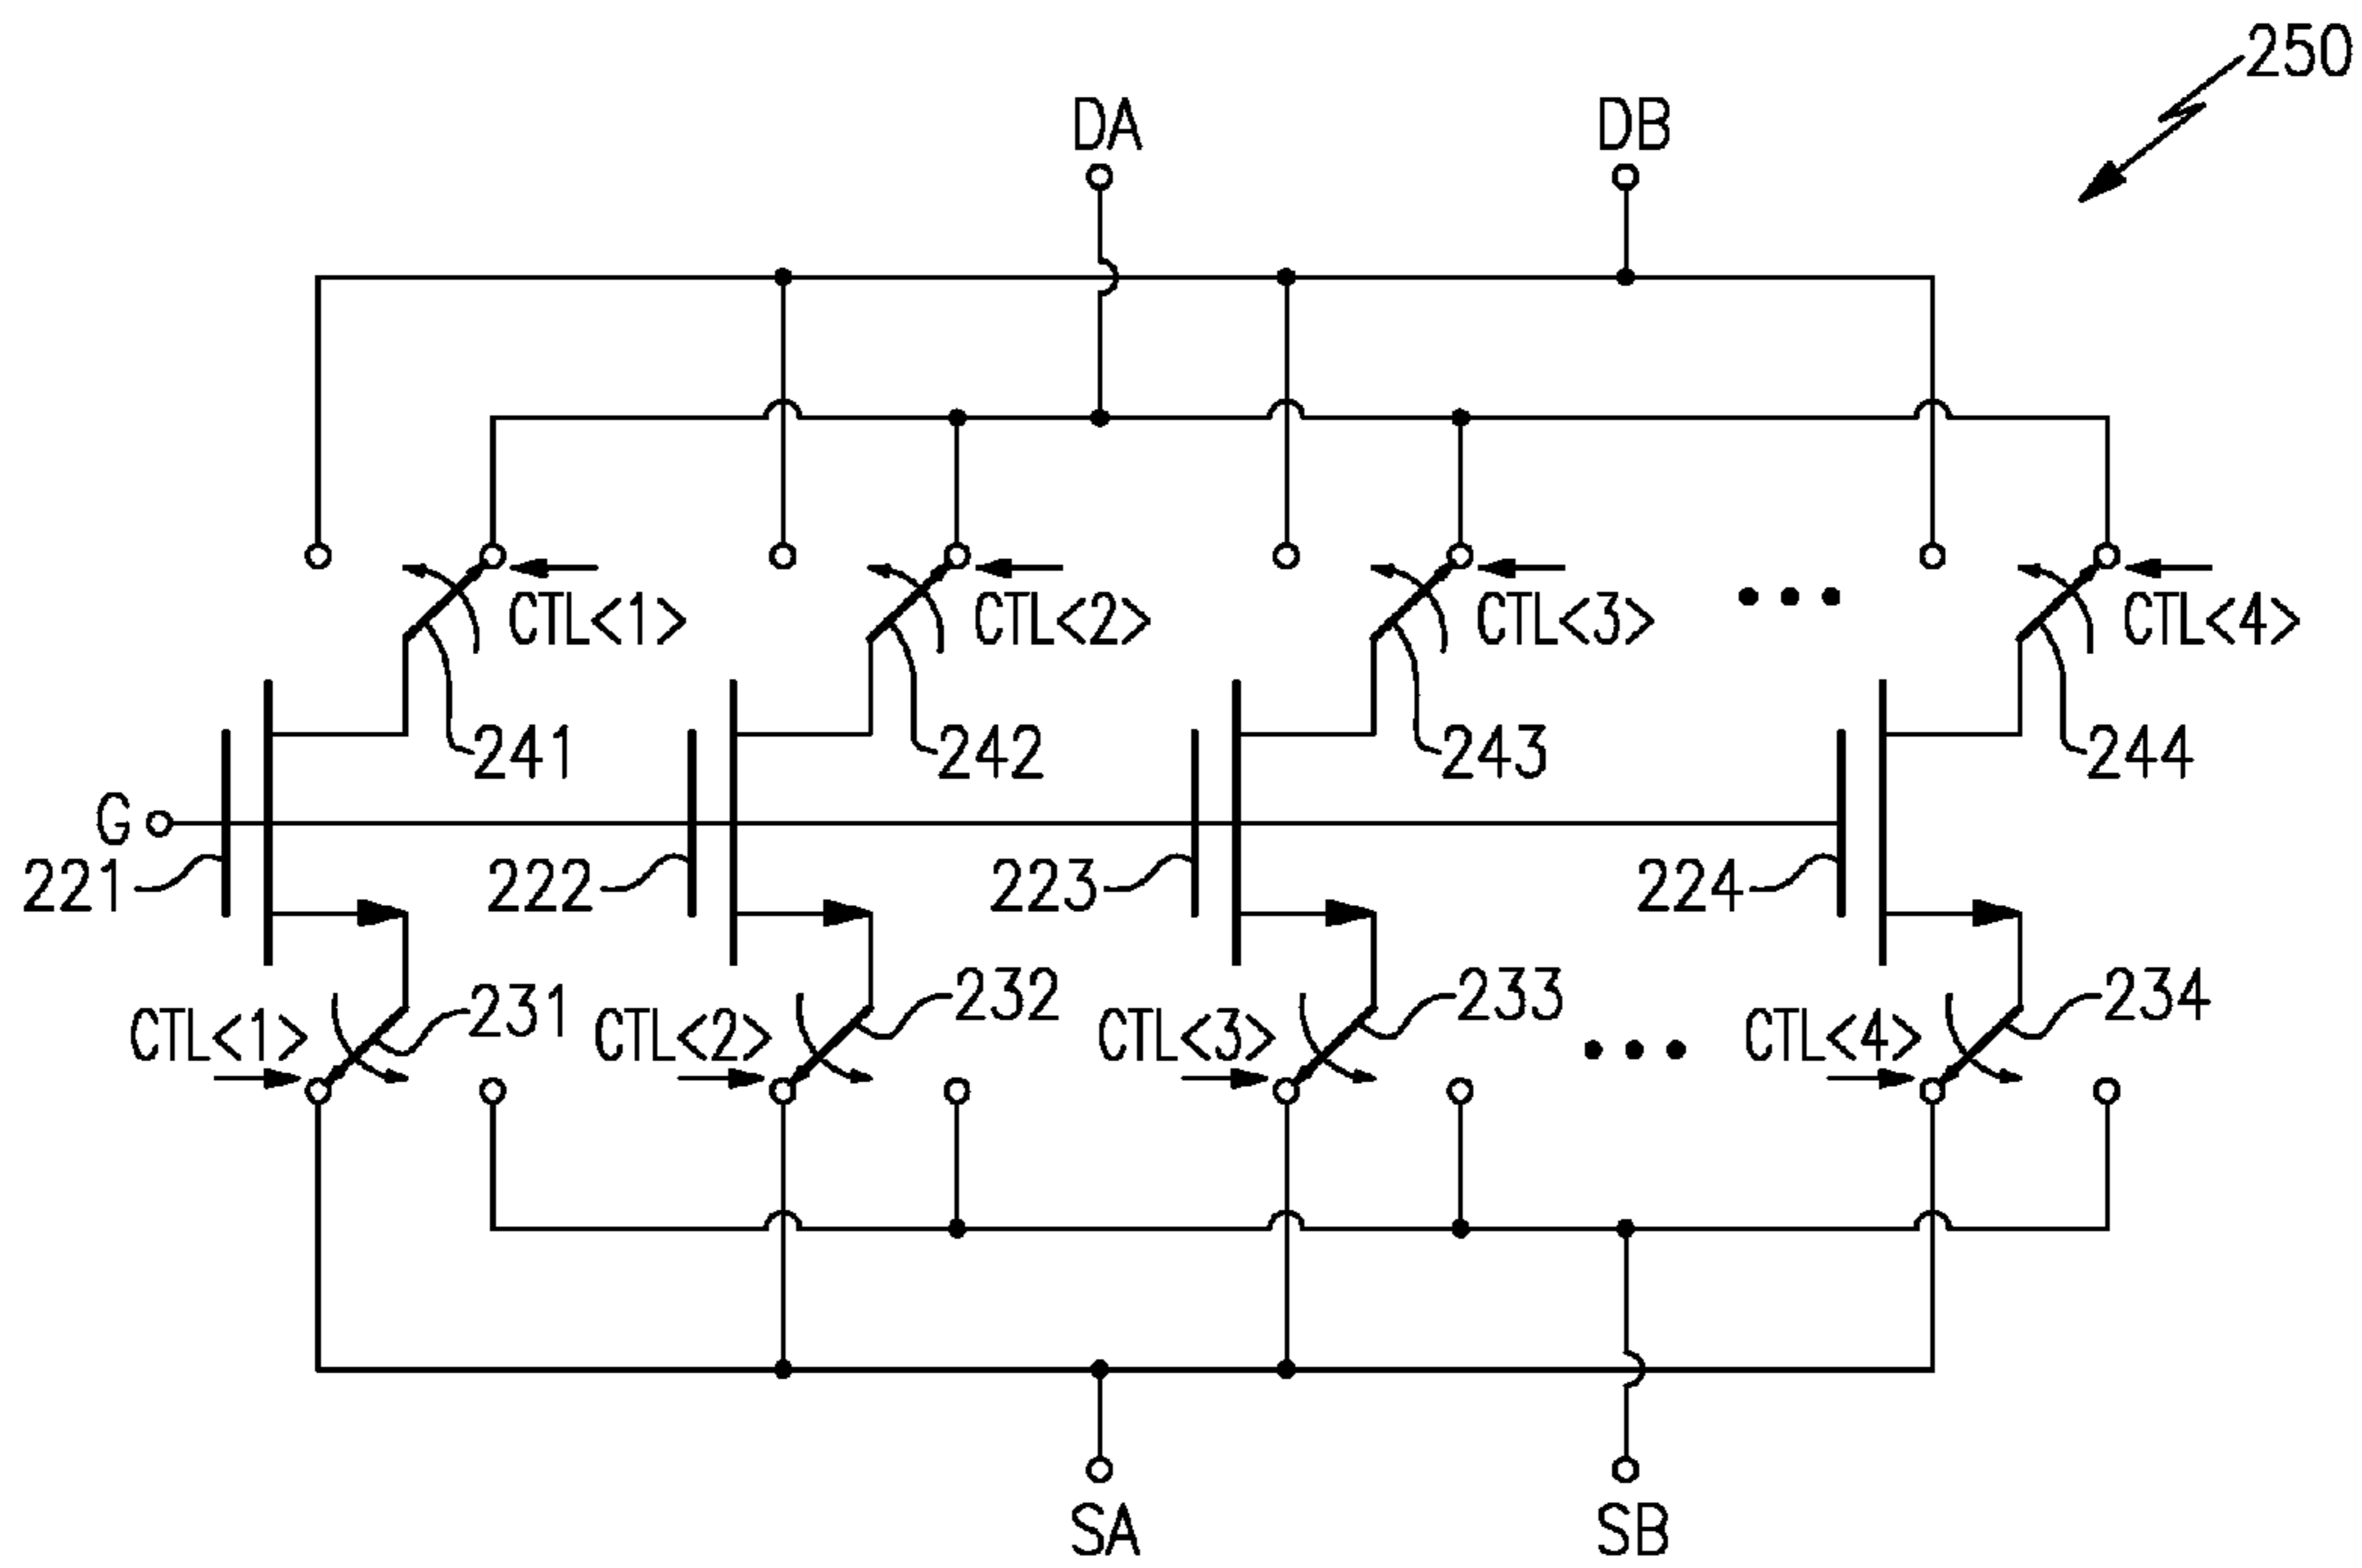 250
DA DB
CTL<1> CTL<2> CTL<3> CTL<4>
241 242 243 244
G
221 222 223 224
231 232 233 234
CTL<1> CTL<2> CTL<3> CTL<4>
SA SB